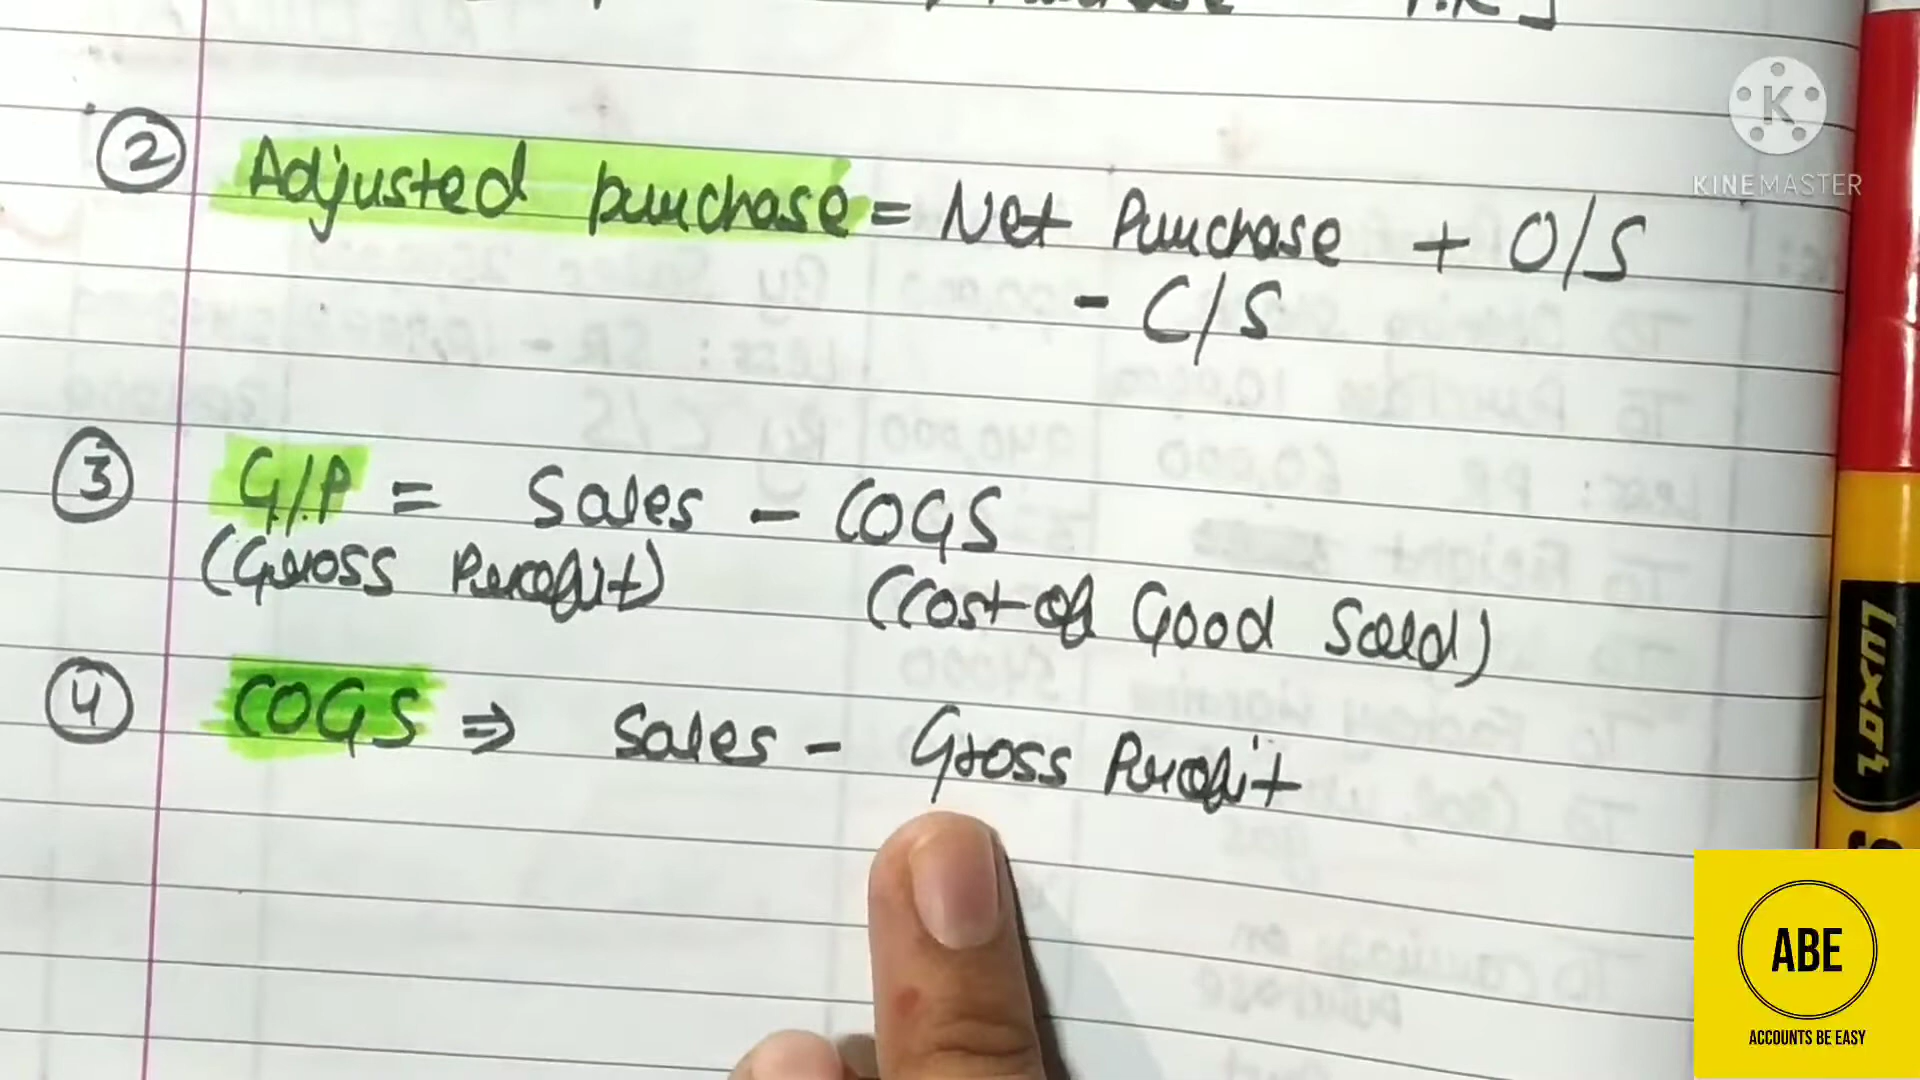 ② Adjusted purchase = Net Purchase + O/S
- C/S
③ G/P = Sales - COGS
(Gross Profit) (Cost of Good Sold)
④ COGS ⇒ Sales - Gross Profit
KINEMASTER
Luxor
ABE
ACCOUNTS BE EASY